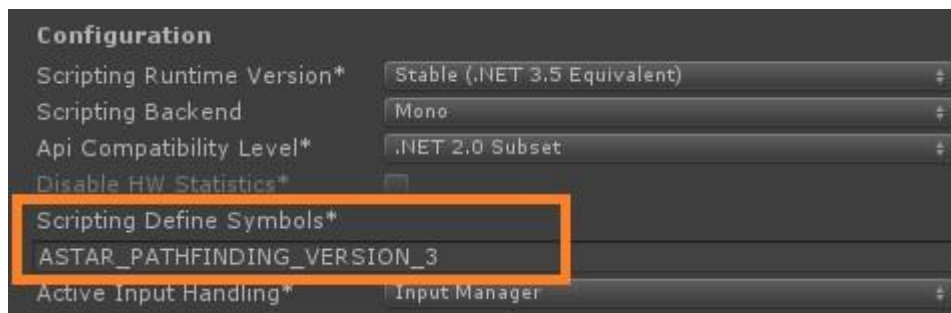 Configuration
Scripting Runtime Version* Stable (.NET 3.5 Equivalent)
Scripting Backend Mono
Api Compatibility Level* .NET 2.0 Subset
Disable HW Statistics*
Scripting Define Symbols*
ASTAR_PATHFINDING_VERSION_3
Active Input Handling* Input Manager